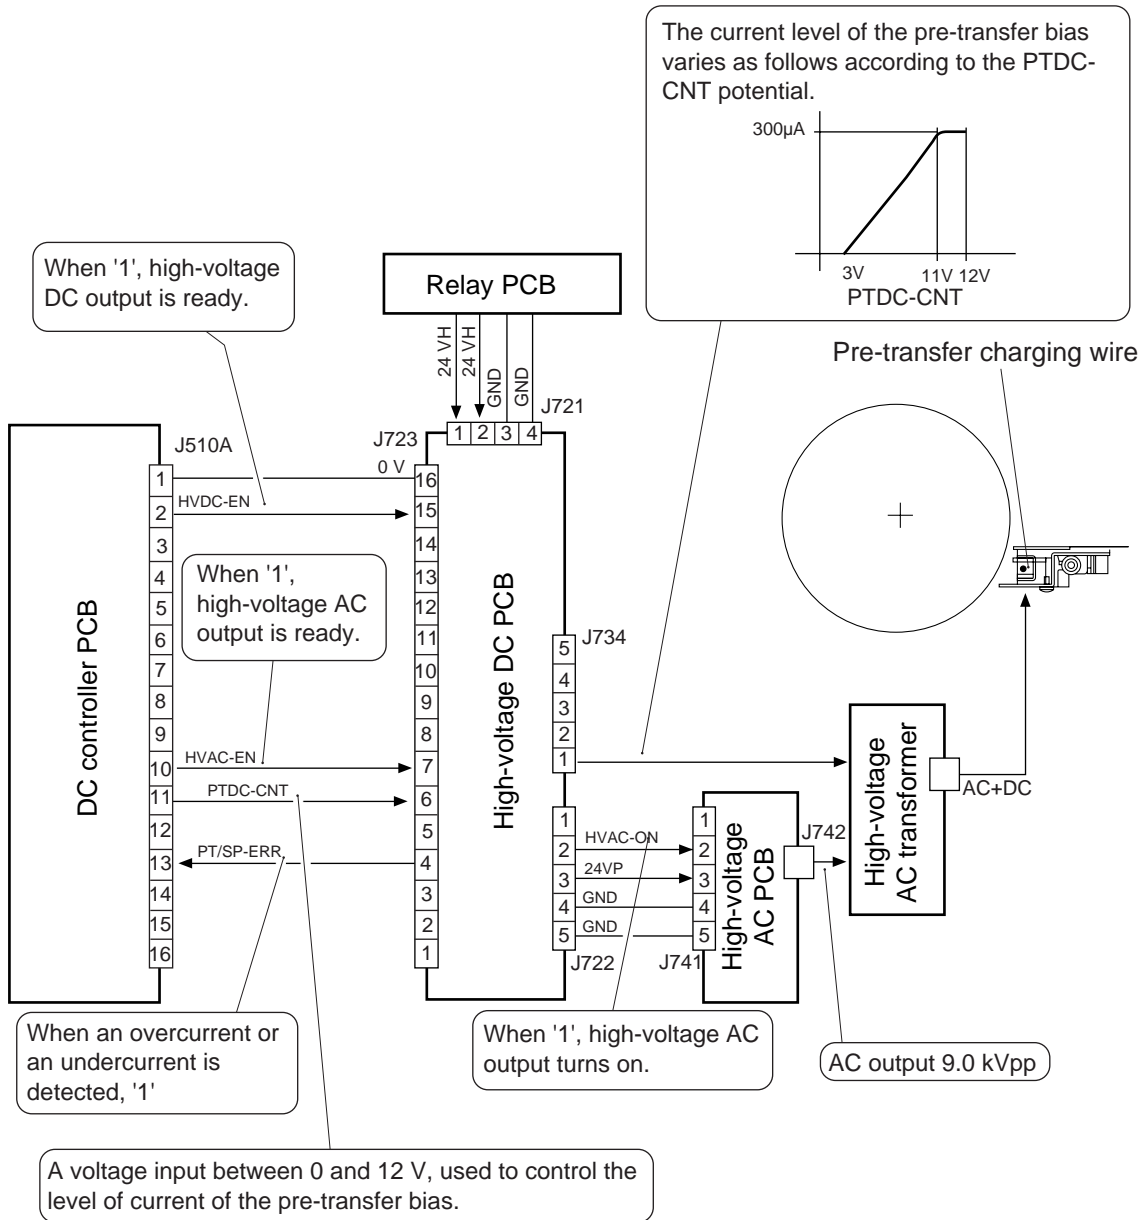 The current level of the pre-transfer bias
varies as follows according to the PTDC-
CNT potential.
300µA
3V
11V
12V
PTDC-CNT
When '1', high-voltage
DC output is ready.
Relay PCB
24 VH
24 VH
GND
GND
Pre-transfer charging wire
J721
1
2
3
4
J510A
J723
0 V
DC controller PCB
1
2
3
4
5
6
7
8
9
10
11
12
13
14
15
16
HVDC-EN
When '1',
high-voltage AC
output is ready.
HVAC-EN
PTDC-CNT
PT/SP-ERR
16
15
14
13
12
11
10
9
8
7
6
5
4
3
2
1
High-voltage DC PCB
J734
5
4
3
2
1
1
2
3
4
5
J722
HVAC-ON
24VP
GND
GND
1
2
3
4
5
J741
High-voltage
AC PCB
J742
High-voltage
AC transformer
AC+DC
When an overcurrent or
an undercurrent is
detected, '1'
When '1', high-voltage AC
output turns on.
AC output 9.0 kVpp
A voltage input between 0 and 12 V, used to control the
level of current of the pre-transfer bias.